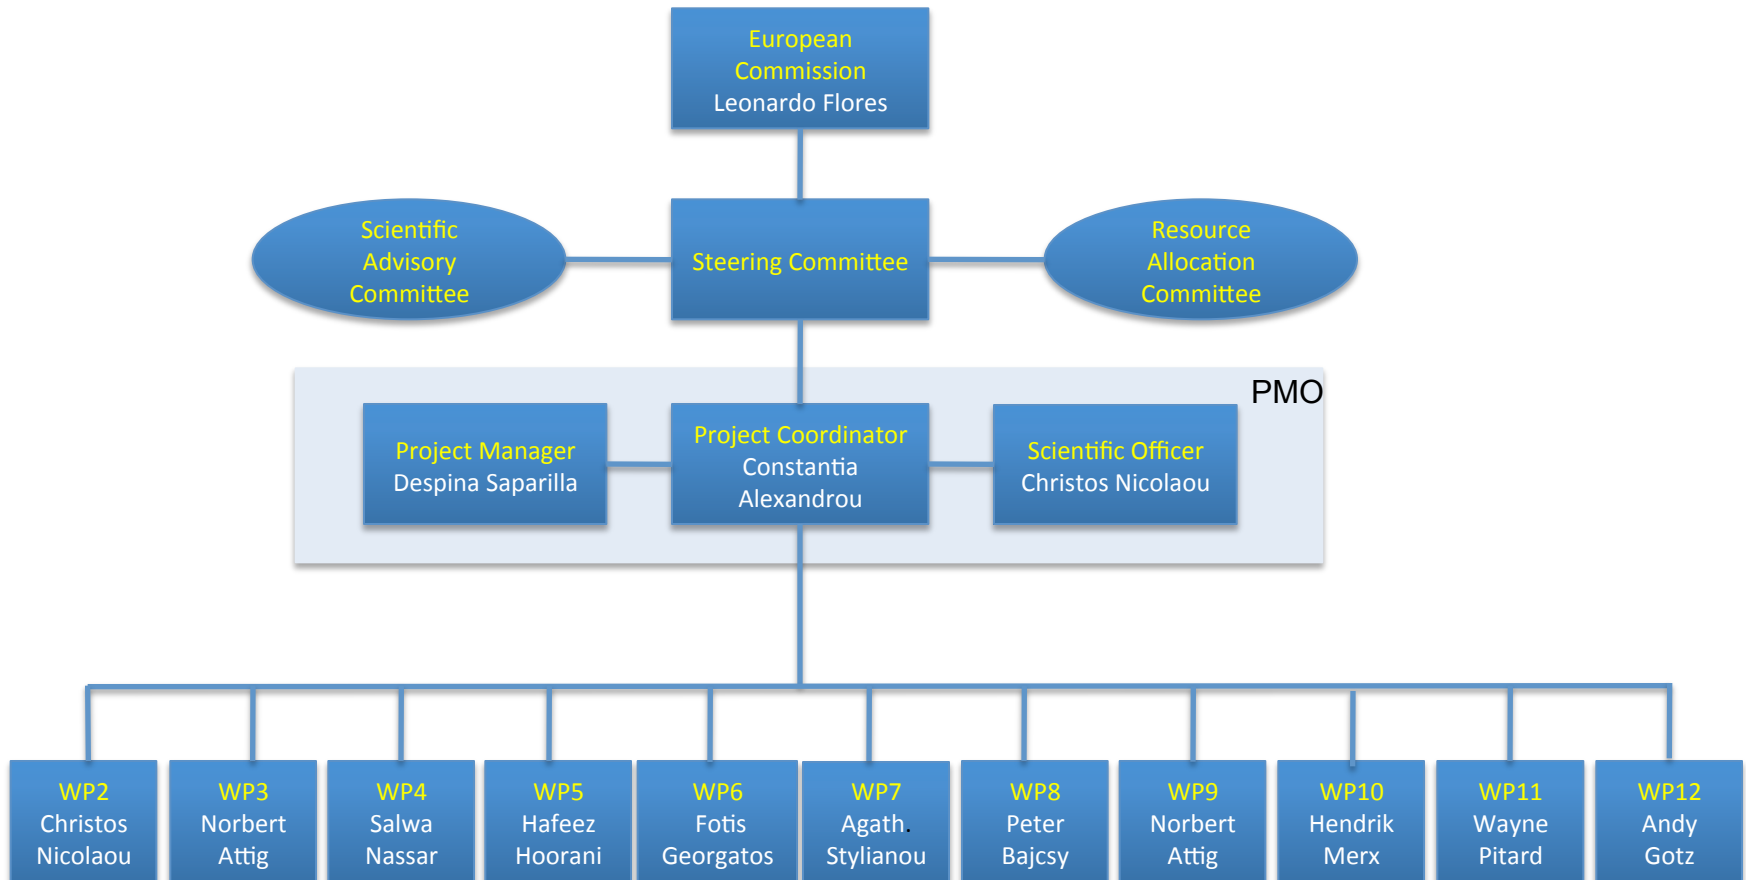 European
Commission
Leonardo Flores
Scientific
Advisory
Committee
Steering Committee
Resource
Allocation
Committee
PMO
Project Manager
Despina Saparilla
Project Coordinator
Constantia
Alexandrou
Scientific Officer
Christos Nicolaou
WP2
Christos
Nicolaou
WP3
Norbert
Attig
WP4
Salwa
Nassar
WP5
Hafeez
Hoorani
WP6
Fotis
Georgatos
WP7
Agath.
Stylianou
WP8
Peter
Bajcsy
WP9
Norbert
Attig
WP10
Hendrik
Merx
WP11
Wayne
Pitard
WP12
Andy
Gotz